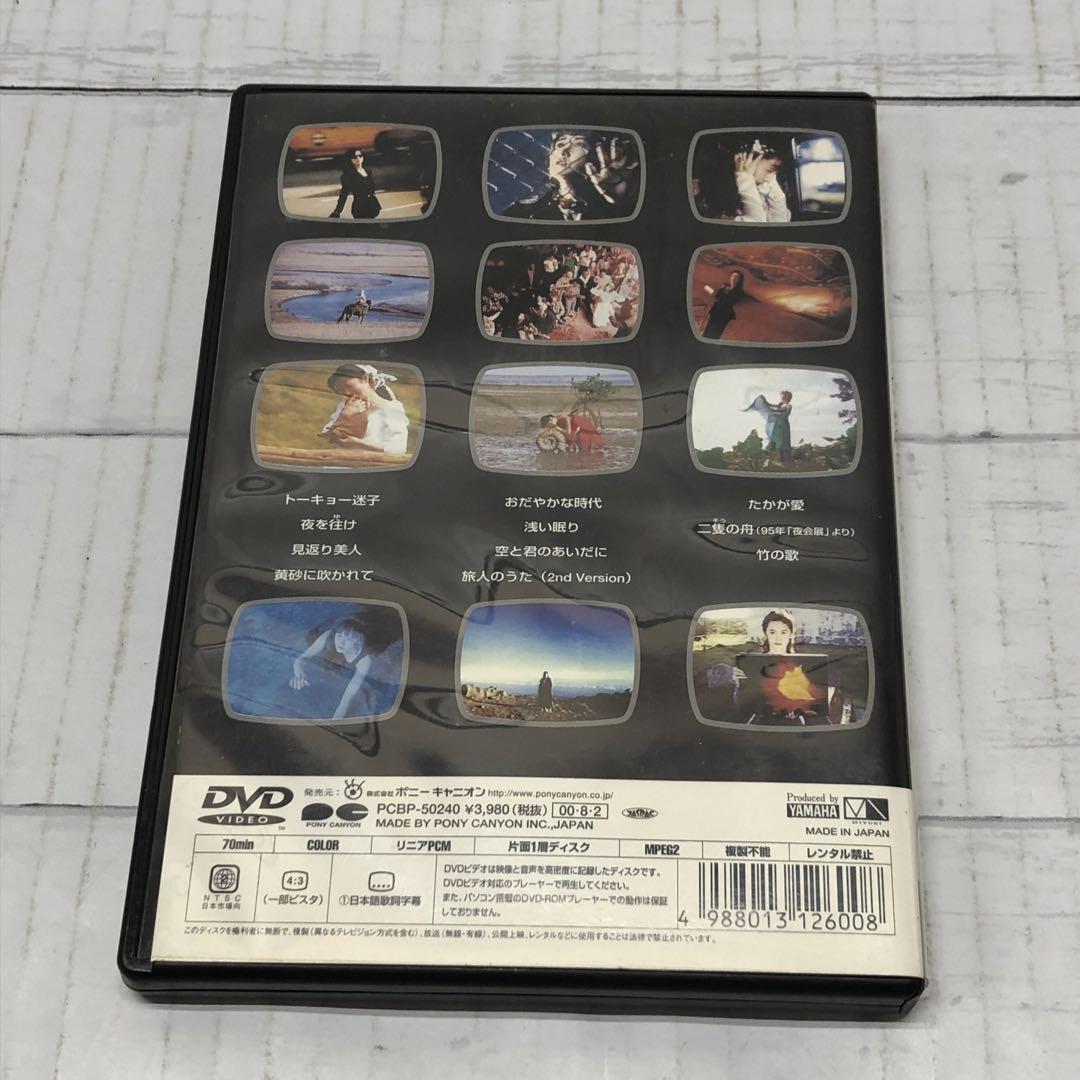 トーキョー迷子
夜を往け
ゆ
見返り美人
黄砂に吹かれて
おだやかな時代
浅い眠り
空と君のあいだに
旅人のうた（2nd Version）
たかが愛
二隻の舟（95年「夜会展」より）
そう
竹の歌
DVD
VIDEO
TM
発売元：株式会社ポニーキャニオン http://www.ponycanyon.co.jp/
PONY CANYON
PCBP-50240 ¥3,980（税抜） 00・8・2
MADE BY PONY CANYON INC.,JAPAN
JASRAC
Produced by
YAMAHA
MIYUKI
MADE IN JAPAN
70min COLOR リニアPCM 片面1層ディスク MPEG2 複製不能 レンタル禁止
NTSC
日本市場向
4:3
（一部ビスタ）
①日本語歌詞字幕
DVDビデオは映像と音声を高密度に記録したディスクです。
DVDビデオ対応のプレーヤーで再生してください。
また、パソコン搭載のDVD-ROMプレーヤーでの動作は保証
しておりません。
4 988013 126008
このディスクを権利者に無断で、複製（異なるテレビジョン方式を含む）、放送（無線・有線）、公開上映、レンタルなどに使用することは法律で禁止されています。